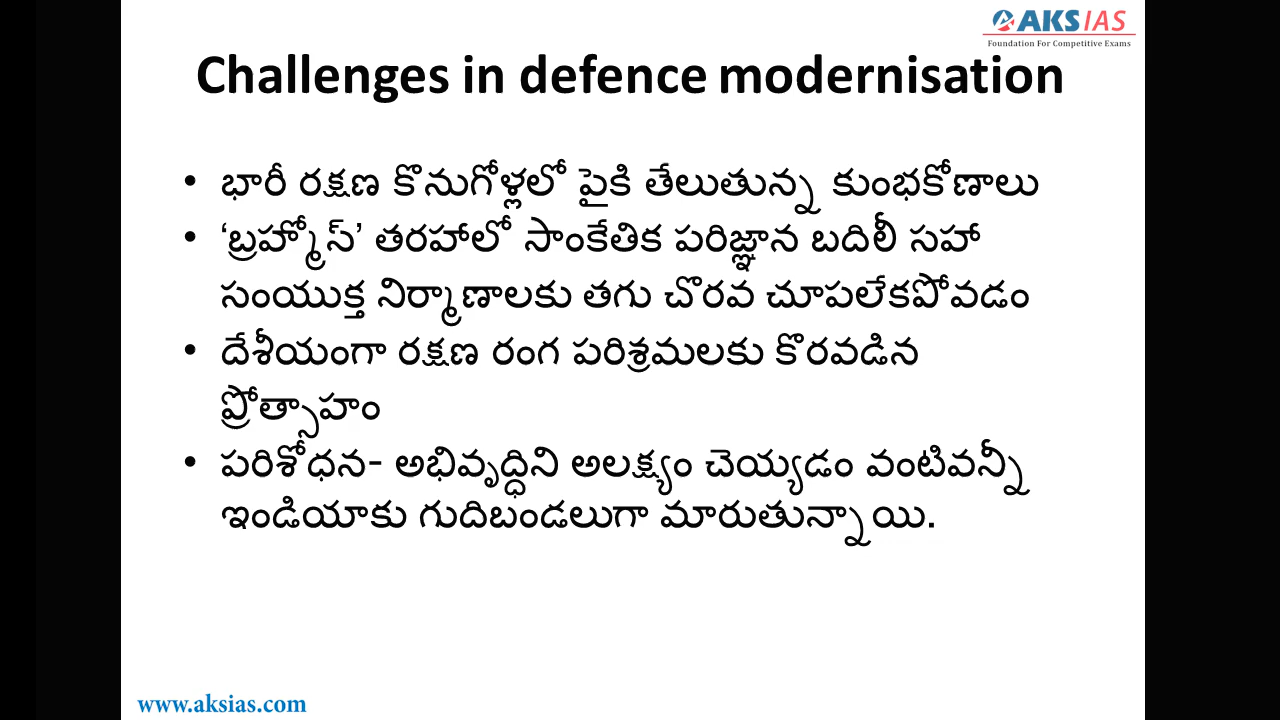 AKS IAS
Foundation For Competitive Exams
Challenges in defence modernisation
• భారీ రక్షణ కొనుగోళ్లలో పైకి తేలుతున్న కుంభకోణాలు
• ‘బ్రహ్మోస్’ తరహాలో సాంకేతిక పరిజ్ఞాన బదిలీ సహా
సంయుక్త నిర్మాణాలకు తగు చొరవ చూపలేకపోవడం
• దేశీయంగా రక్షణ రంగ పరిశ్రమలకు కొరవడిన
ప్రోత్సాహం
• పరిశోధన- అభివృద్ధిని అలక్ష్యం చెయ్యడం వంటివన్నీ
ఇండియాకు గుదిబండలుగా మారుతున్నాయి.
www.aksias.com